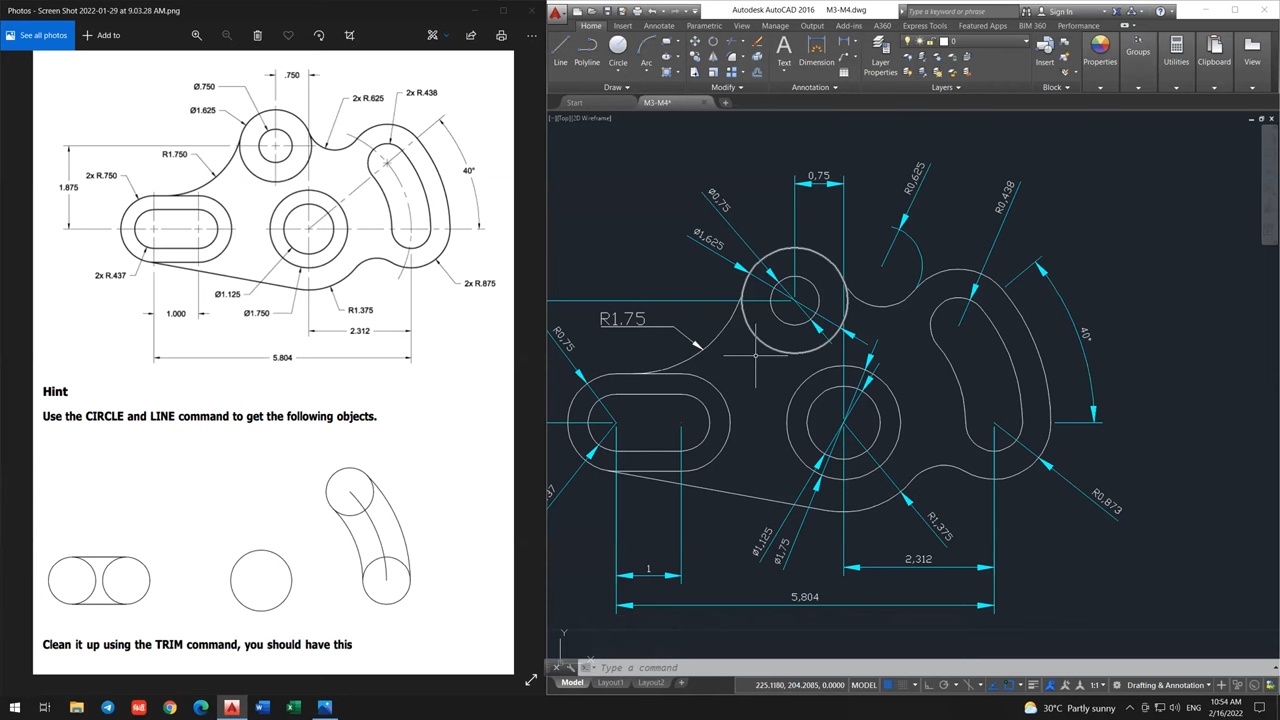 Photos - Screen Shot 2022-01-29 at 9.03.28 AM.png
See all photos
Add to
.750
Ø.750
Ø1.625
2x R.625
2x R.438
R1.750
2x R.750
1.875
40°
2x R.437
Ø1.125
Ø1.750
1.000
R1.375
2.312
2x R.875
5.804
Hint
Use the CIRCLE and LINE command to get the following objects.
Clean it up using the TRIM command, you should have this
Autodesk AutoCAD 2016 M3-M4.dwg
Type a keyword or phrase
Sign In
Home Insert Annotate Parametric View Manage Output Add-ins A360 Express Tools Featured Apps BIM 360 Performance
Line
Polyline
Circle
Arc
Text
Dimension
Layer
Properties
0
Insert
Properties
Groups
Utilities
Clipboard
View
Draw
Modify
Annotation
Layers
Block
Start
M3-M4*
[−][Top][2D Wireframe]
0,75
R0,625
R0,438
Ø0,75
Ø1,625
R1.75
40°
R0,75
R0,873
R1,375
Ø1,125
Ø1,75
37
1
2,312
5,804
Y
X
Type a command
Model
Layout1
Layout2
225.1180, 204.2085, 0.0000
MODEL
1:1
Drafting & Annotation
30°C Partly sunny
10:54 AM
2/16/2022